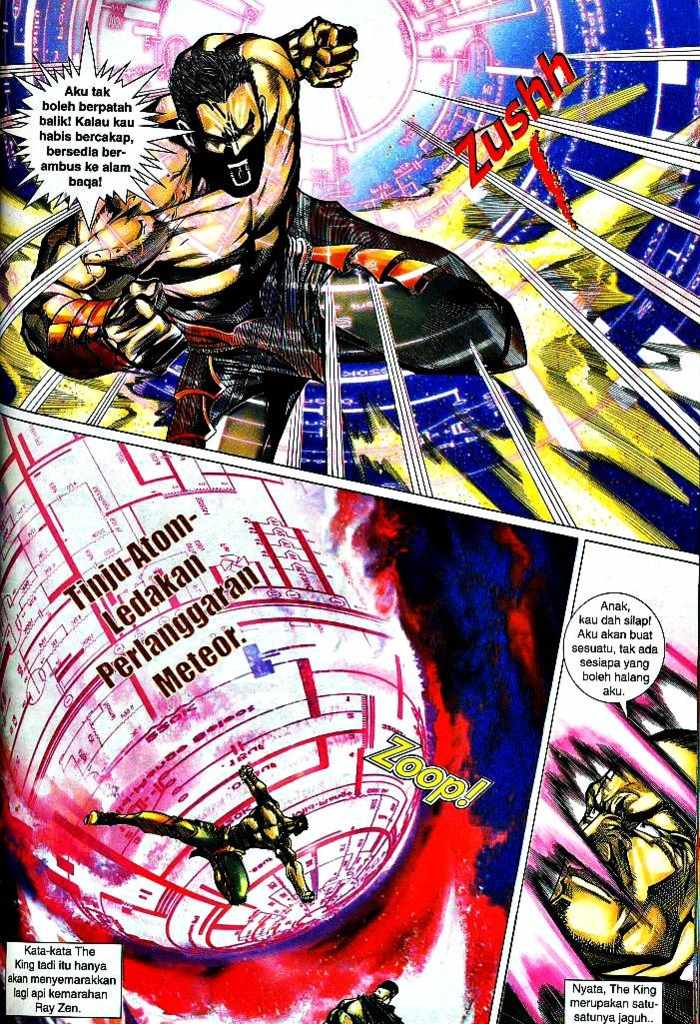 Aku tak
boleh berpatah
balik! Kalau kau
habis bercakap,
bersedia ber-
ambus ke alam
baqa!
Zushh
Tinju-Atom-
Ledakan
Perlanggaran
Meteor.
Zoop!
Anak,
kau dah silap!
Aku akan buat
sesuatu, tak ada
sesiapa yang
boleh halang
aku.
Kata-kata The
King tadi itu hanya
akan menyemarakkan
lagi api kemarahan
Ray Zen.
Nyata, The King
merupakan satu-
satunya jaguh..